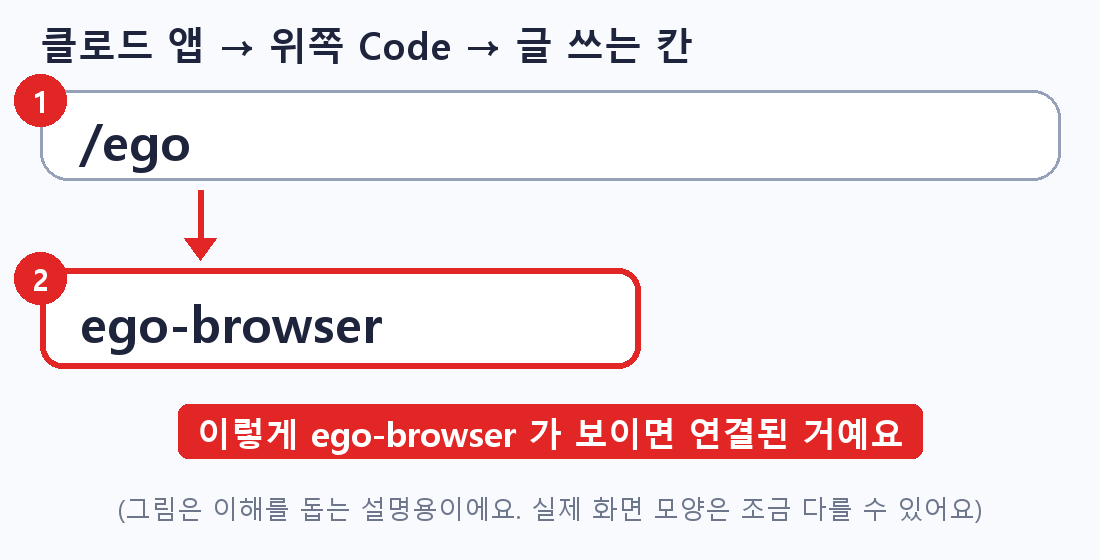 클로드 앱 → 위쪽 Code → 글 쓰는 칸
1
/ego
2
ego-browser
이렇게 ego-browser 가 보이면 연결된 거예요
(그림은 이해를 돕는 설명용이에요. 실제 화면 모양은 조금 다를 수 있어요)